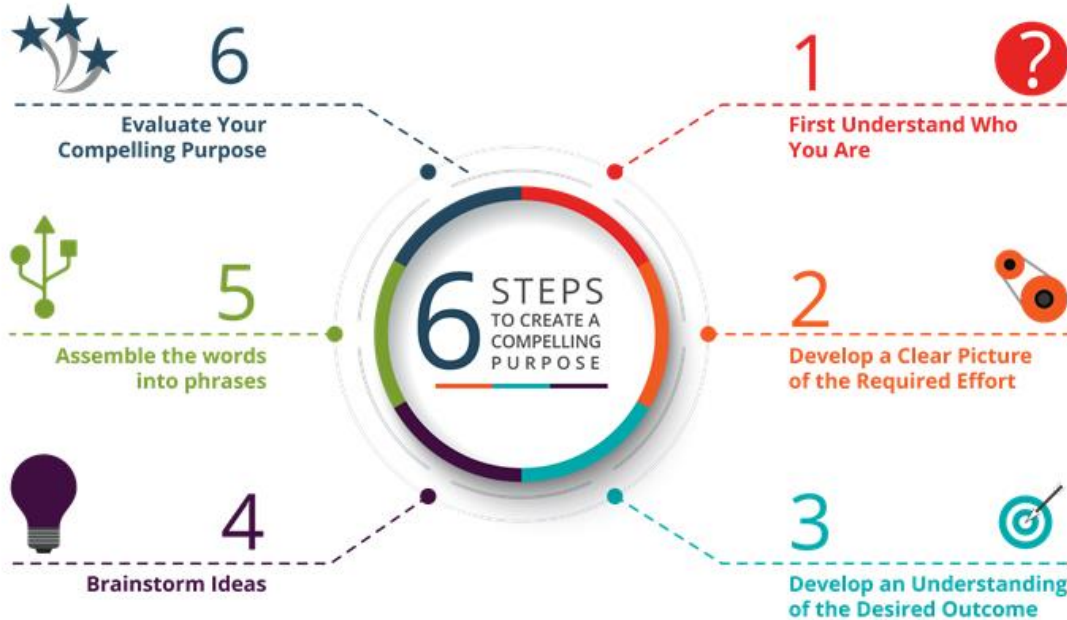 6
STEPS
TO CREATE A
COMPELLING
PURPOSE
1
?
First Understand Who
You Are
2
Develop a Clear Picture
of the Required Effort
3
Develop an Understanding
of the Desired Outcome
4
Brainstorm Ideas
5
Assemble the words
into phrases
6
Evaluate Your
Compelling Purpose